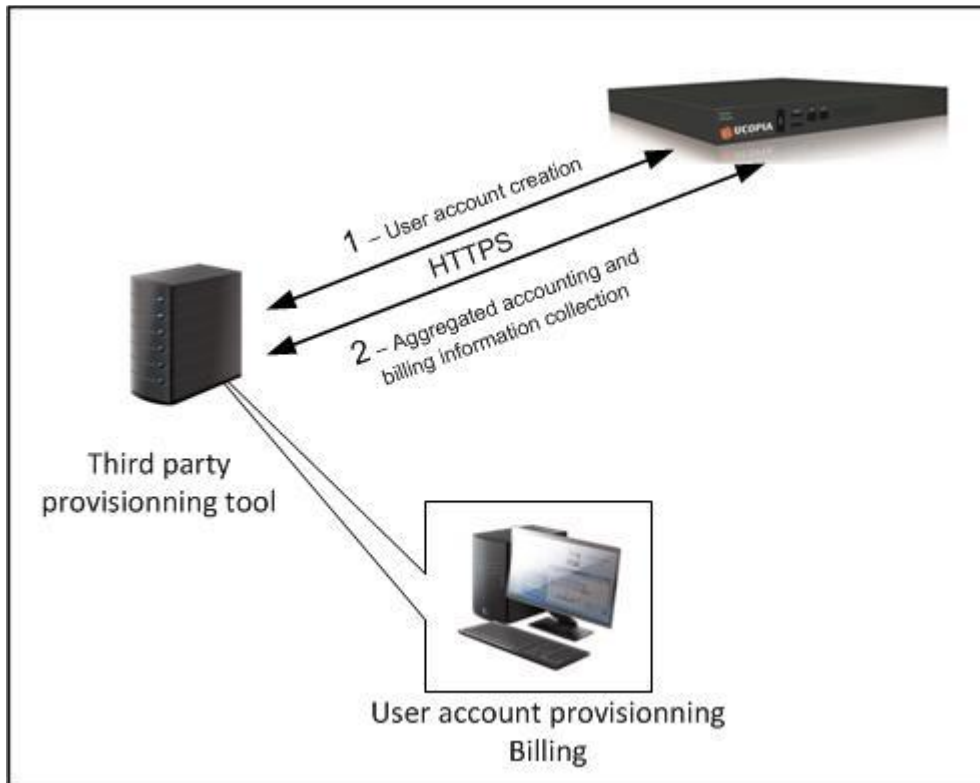 UCOPIA
1 – User account creation
HTTPS
2 – Aggregated accounting and
billing information collection
Third party
provisionning tool
User account provisionning
Billing